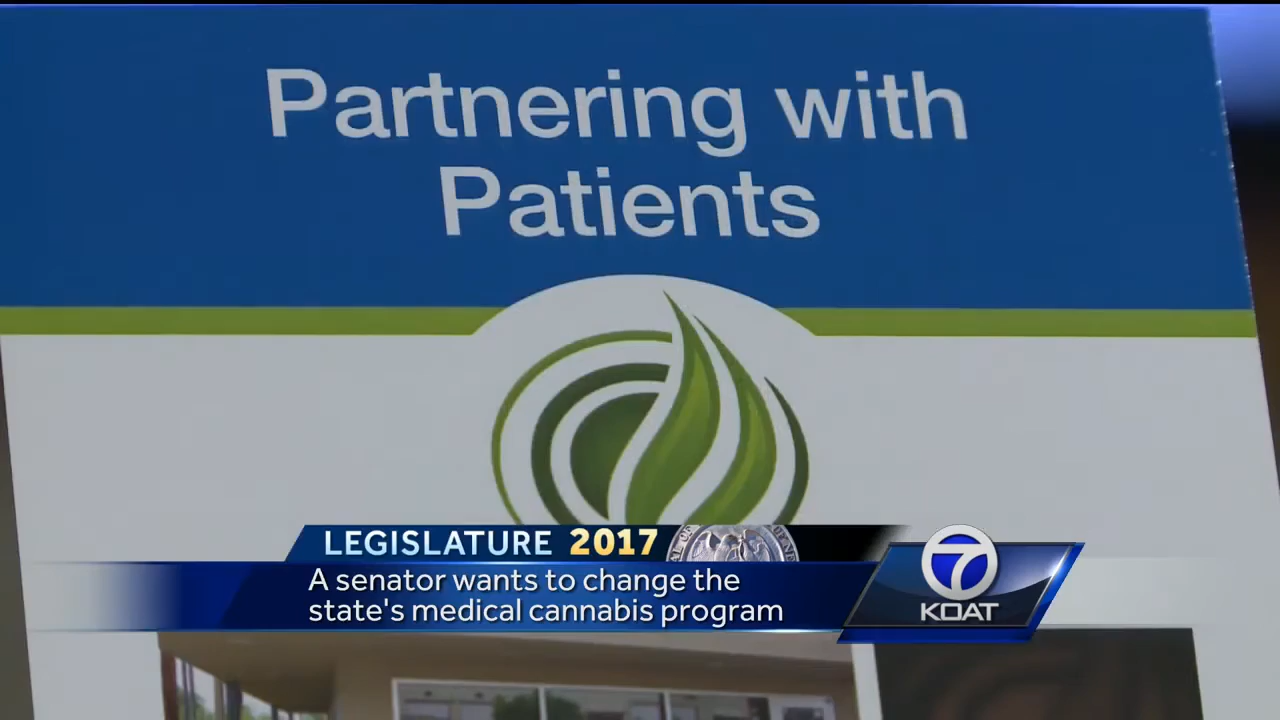 Partnering with
Patients
LEGISLATURE 2017
A senator wants to change the
state's medical cannabis program
7
KOAT